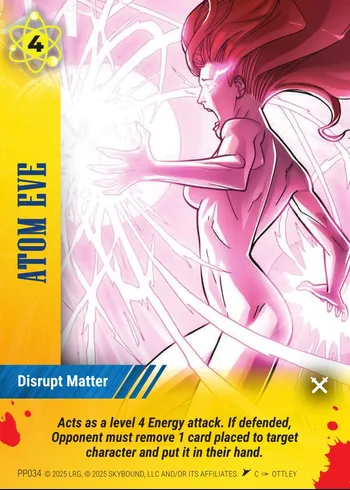 4
ATOM EVE
Disrupt Matter
Acts as a level 4 Energy attack. If defended,
Opponent must remove 1 card placed to target
character and put it in their hand.
PP034 © 2025 LRG, © 2025 SKYBOUND, LLC AND/OR ITS AFFILIATES. C OTTLEY